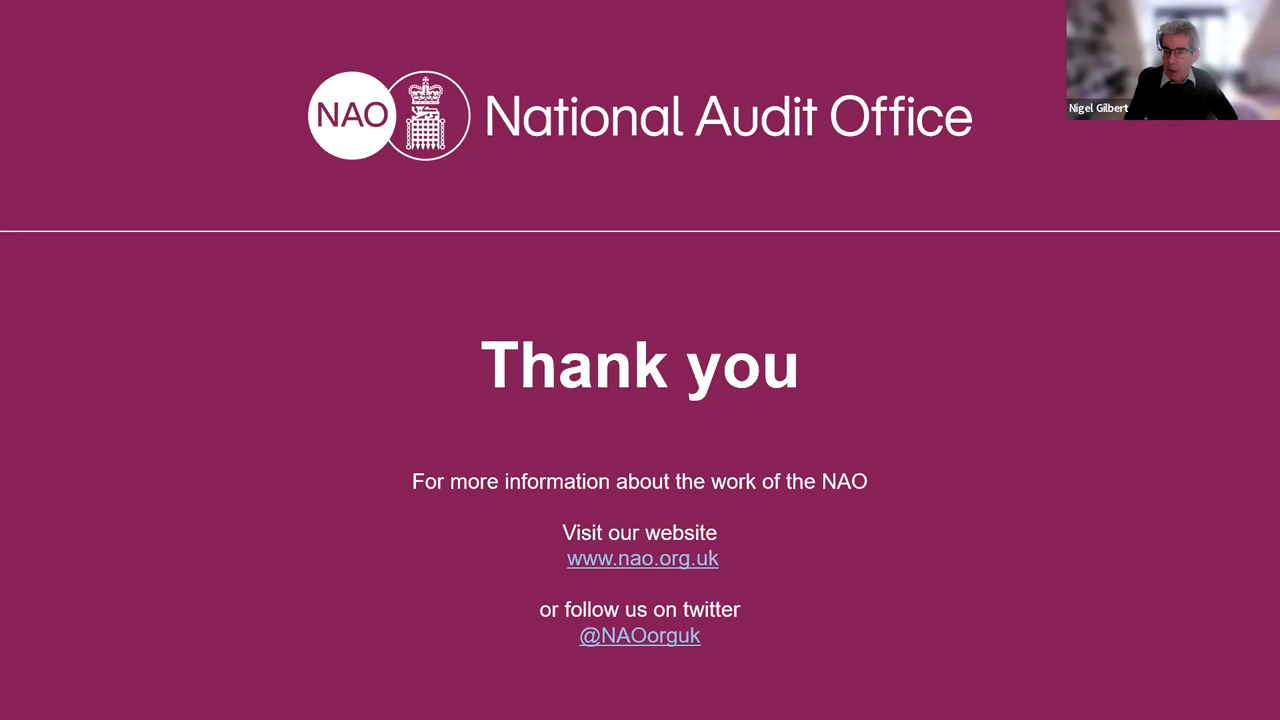 NAO National Audit Office
Nigel Gilbert
Thank you
For more information about the work of the NAO
Visit our website
www.nao.org.uk
or follow us on twitter
@NAOorguk